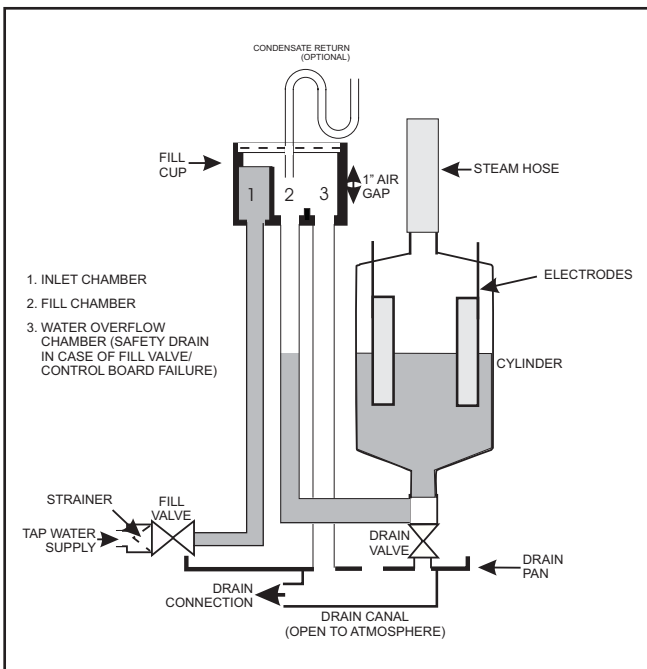 CONDENSATE RETURN
(OPTIONAL)
FILL
CUP
1
2
3
1" AIR
GAP
STEAM HOSE
ELECTRODES
1. INLET CHAMBER
2. FILL CHAMBER
3. WATER OVERFLOW
CHAMBER (SAFETY DRAIN
IN CASE OF FILL VALVE/
CONTROL BOARD FAILURE)
CYLINDER
STRAINER
FILL
VALVE
TAP WATER
SUPPLY
DRAIN
VALVE
DRAIN
PAN
DRAIN
CONNECTION
DRAIN CANAL
(OPEN TO ATMOSPHERE)